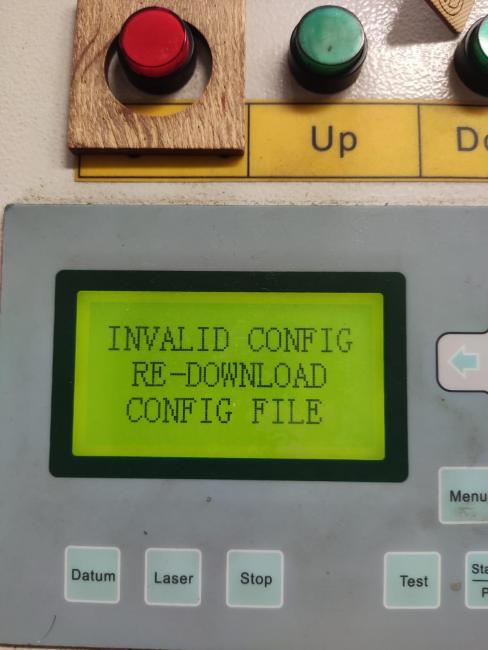 Up
INVALID CONFIG
RE-DOWNLOAD
CONFIG FILE
Menu
Datum
Laser
Stop
Test